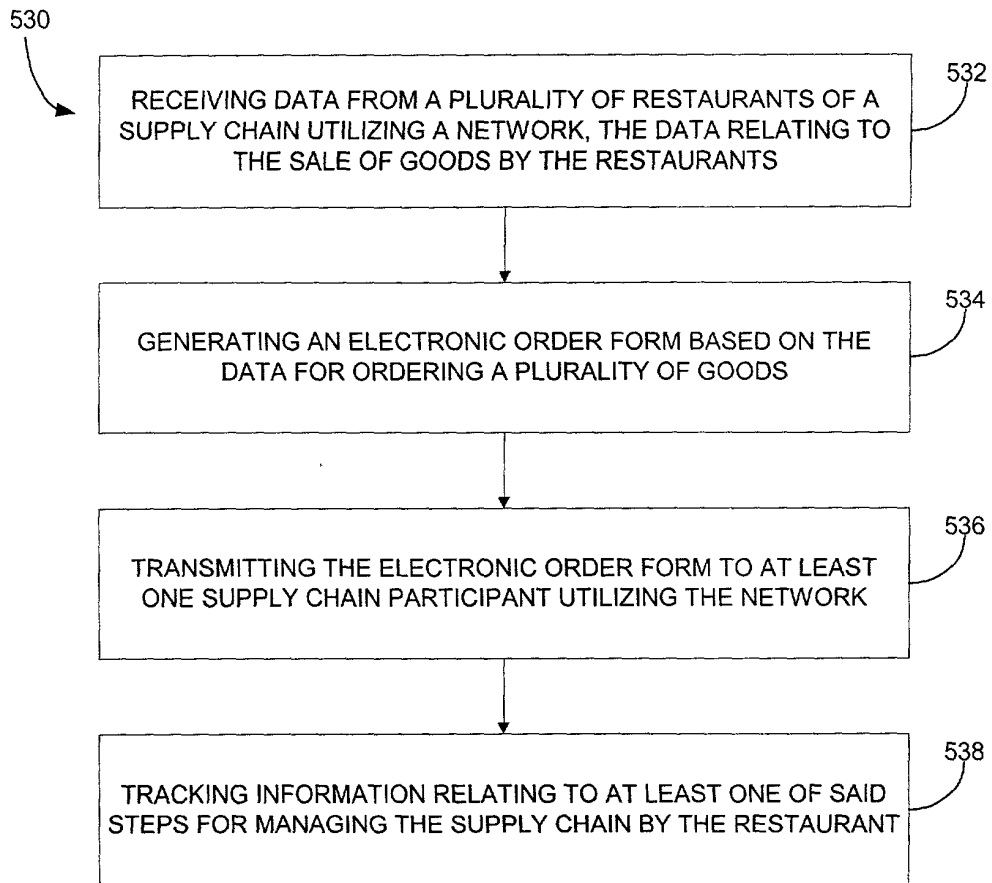 530
532
RECEIVING DATA FROM A PLURALITY OF RESTAURANTS OF A
SUPPLY CHAIN UTILIZING A NETWORK, THE DATA RELATING TO
THE SALE OF GOODS BY THE RESTAURANTS
534
GENERATING AN ELECTRONIC ORDER FORM BASED ON THE
DATA FOR ORDERING A PLURALITY OF GOODS
536
TRANSMITTING THE ELECTRONIC ORDER FORM TO AT LEAST
ONE SUPPLY CHAIN PARTICIPANT UTILIZING THE NETWORK
538
TRACKING INFORMATION RELATING TO AT LEAST ONE OF SAID
STEPS FOR MANAGING THE SUPPLY CHAIN BY THE RESTAURANT